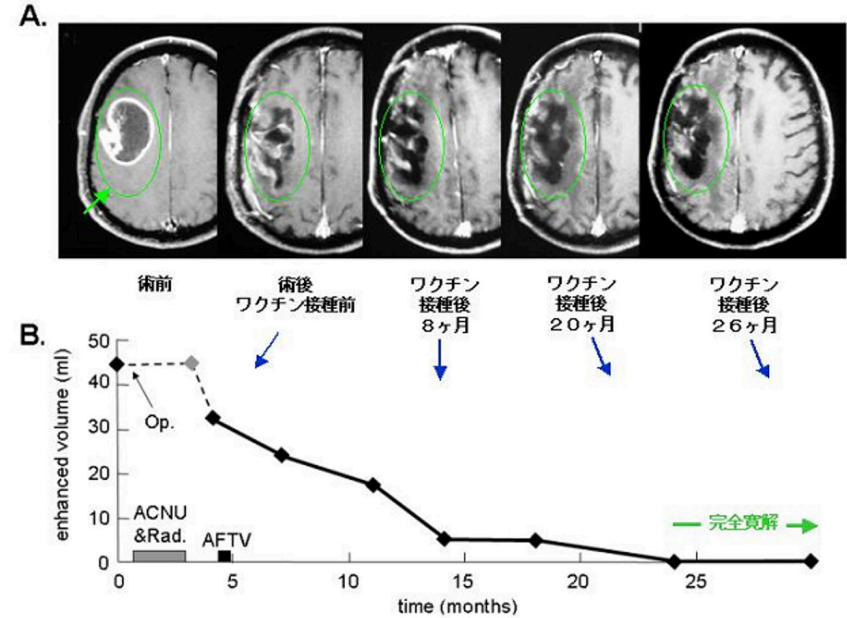 A.
術前
術後
ワクチン接種前
ワクチン
接種後
8ヶ月
ワクチン
接種後
20ヶ月
ワクチン
接種後
26ヶ月
B.
enhanced volume (ml)
50
40
30
20
10
0
Op.
ACNU
&Rad.
AFTV
完全寛解
0
5
10
15
20
25
time (months)